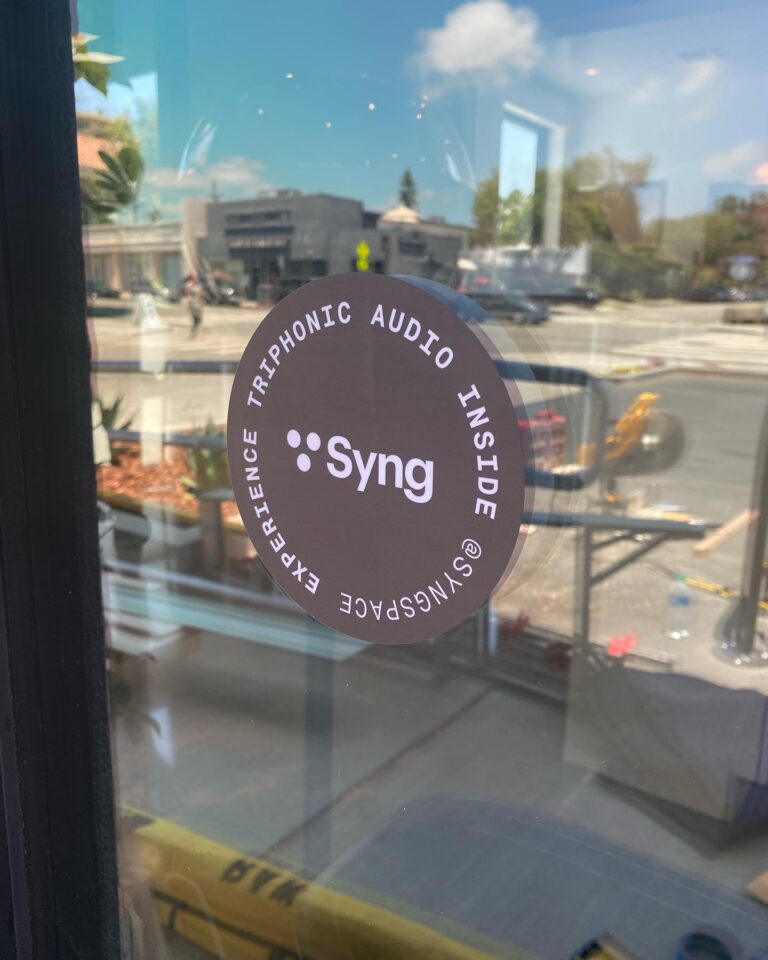 EXPERIENCE TRIPHONIC AUDIO INSIDE
@SYNGSPACE
Syng